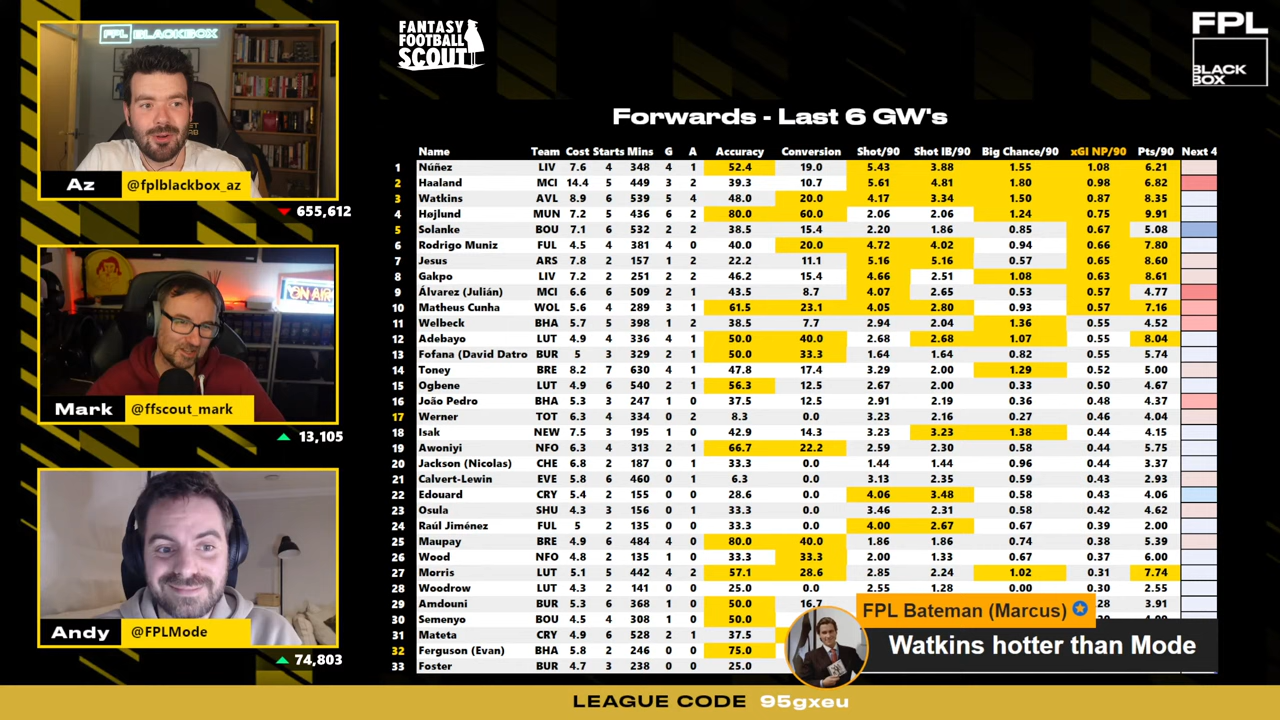 FPL BLACKBOX
Az
@fplblackbox_az
655,612
ON AIR
Mark
@ffscout_mark
13,105
Andy
@FPLMode
74,803
FANTASY
FOOTBALL
SCOUT
FPL
BLACK
BOX
Forwards - Last 6 GW's
Name Team Cost Starts Mins G A Accuracy Conversion Shot/90 Shot IB/90 Big Chance/90 xGI NP/90 Pts/90 Next 4
1 Núñez LIV 7.6 4 348 4 1 52.4 19.0 5.43 3.88 1.55 1.08 6.21
2 Haaland MCI 14.4 5 449 3 2 39.3 10.7 5.61 4.81 1.80 0.98 6.82
3 Watkins AVL 8.9 6 539 5 4 48.0 20.0 4.17 3.34 1.50 0.87 8.35
4 Højlund MUN 7.2 5 436 6 2 80.0 60.0 2.06 2.06 1.24 0.75 9.91
5 Solanke BOU 7.1 6 532 2 2 38.5 15.4 2.20 1.86 0.85 0.67 5.08
6 Rodrigo Muniz FUL 4.5 4 381 4 0 40.0 20.0 4.72 4.02 0.94 0.66 7.80
7 Jesus ARS 7.8 2 157 1 2 22.2 11.1 5.16 5.16 0.57 0.65 8.60
8 Gakpo LIV 7.2 2 251 2 2 46.2 15.4 4.66 2.51 1.08 0.63 8.61
9 Álvarez (Julián) MCI 6.6 6 509 2 1 43.5 8.7 4.07 2.65 0.53 0.57 4.77
10 Matheus Cunha WOL 5.6 4 289 3 1 61.5 23.1 4.05 2.80 0.93 0.57 7.16
11 Welbeck BHA 5.7 5 398 1 2 38.5 7.7 2.94 2.04 1.36 0.55 4.52
12 Adebayo LUT 4.9 4 336 4 1 50.0 40.0 2.68 2.68 1.07 0.55 8.04
13 Fofana (David Datro BUR 5 3 329 2 1 50.0 33.3 1.64 1.64 0.82 0.55 5.74
14 Toney BRE 8.2 7 630 4 1 47.8 17.4 3.29 2.00 1.29 0.52 5.00
15 Ogbene LUT 4.9 6 540 2 1 56.3 12.5 2.67 2.00 0.33 0.50 4.67
16 João Pedro BHA 5.3 3 247 1 0 37.5 12.5 2.91 2.19 0.36 0.48 4.37
17 Werner TOT 6.3 4 334 0 2 8.3 0.0 3.23 2.16 0.27 0.46 4.04
18 Isak NEW 7.5 3 195 1 0 42.9 14.3 3.23 3.23 1.38 0.44 4.15
19 Awoniyi NFO 6.3 4 313 2 1 66.7 22.2 2.59 2.30 0.58 0.44 5.75
20 Jackson (Nicolas) CHE 6.8 2 187 0 1 33.3 0.0 1.44 1.44 0.96 0.44 3.37
21 Calvert-Lewin EVE 5.8 6 460 0 1 6.3 0.0 3.13 2.35 0.59 0.43 2.93
22 Edouard CRY 5.4 2 155 0 0 28.6 0.0 4.06 3.48 0.58 0.43 4.06
23 Osula SHU 4.3 3 156 0 1 33.3 0.0 3.46 2.31 0.58 0.42 4.62
24 Raúl Jiménez FUL 5 2 135 0 0 33.3 0.0 4.00 2.67 0.67 0.39 2.00
25 Maupay BRE 4.9 6 484 4 0 80.0 40.0 1.86 1.86 0.74 0.38 5.39
26 Wood NFO 4.8 2 135 1 0 33.3 33.3 2.00 1.33 0.67 0.37 6.00
27 Morris LUT 5.1 5 442 4 2 57.1 28.6 2.85 2.24 1.02 0.31 7.74
28 Woodrow LUT 4.3 2 141 0 0 25.0 0.0 2.55 1.28 0.00 0.30 2.55
29 Amdouni BUR 5.3 6 368 1 0 50.0 16.7 3.91
30 Semenyo BOU 4.5 4 308 1 0 50.0
31 Mateta CRY 4.9 6 528 2 1 37.5
32 Ferguson (Evan) BHA 5.8 2 246 0 0 75.0
33 Foster BUR 4.7 3 238 0 0 25.0
FPL Bateman (Marcus)
Watkins hotter than Mode
LEAGUE CODE 95gxeu